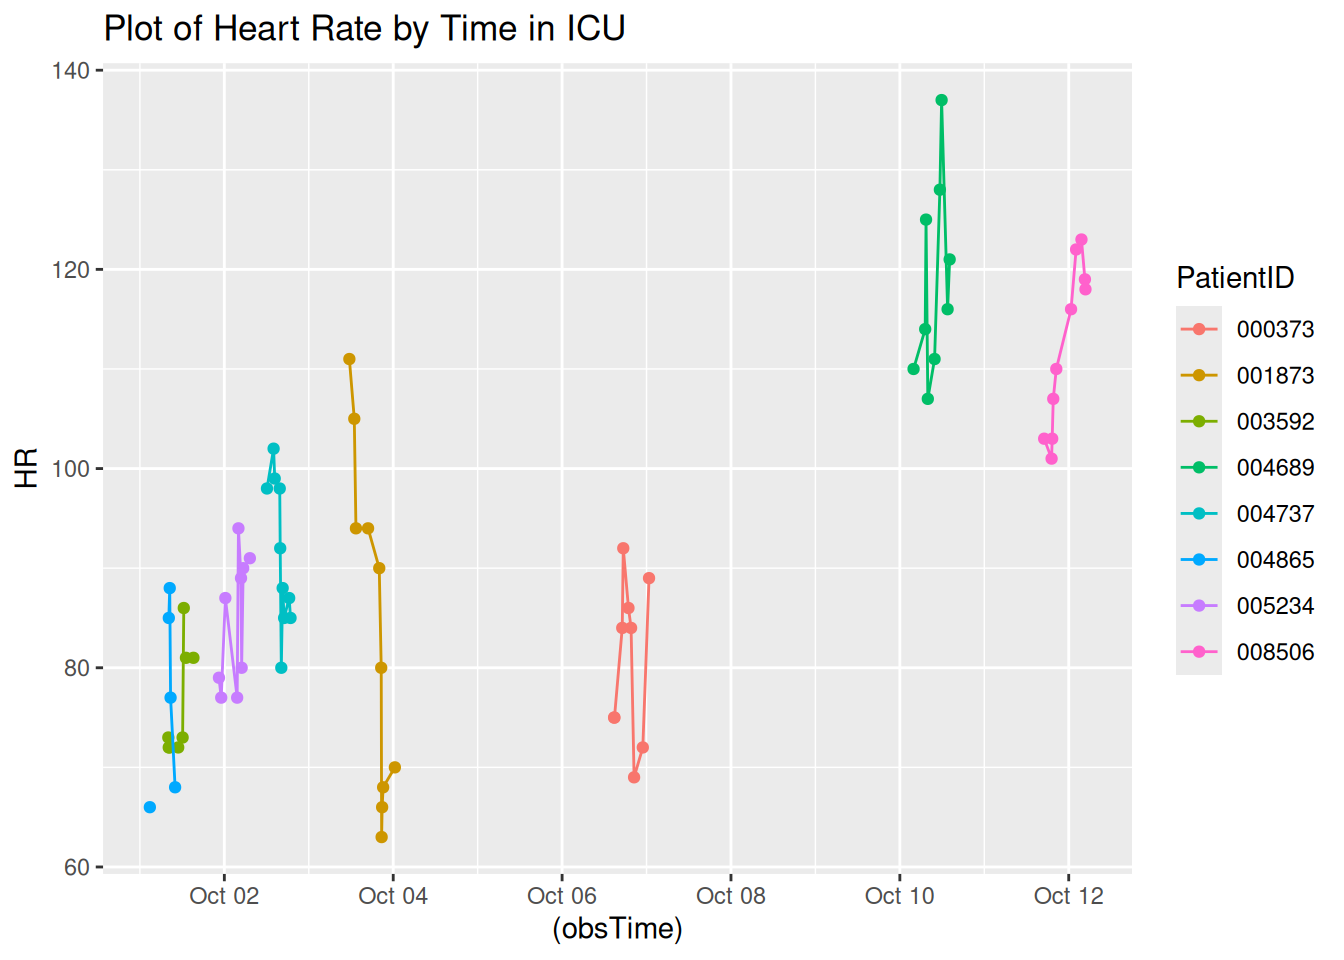 Plot of Heart Rate by Time in ICU
140
120
100
80
60
HR
Oct 02 Oct 04 Oct 06 Oct 08 Oct 10 Oct 12
(obsTime)
PatientID
000373
001873
003592
004689
004737
004865
005234
008506